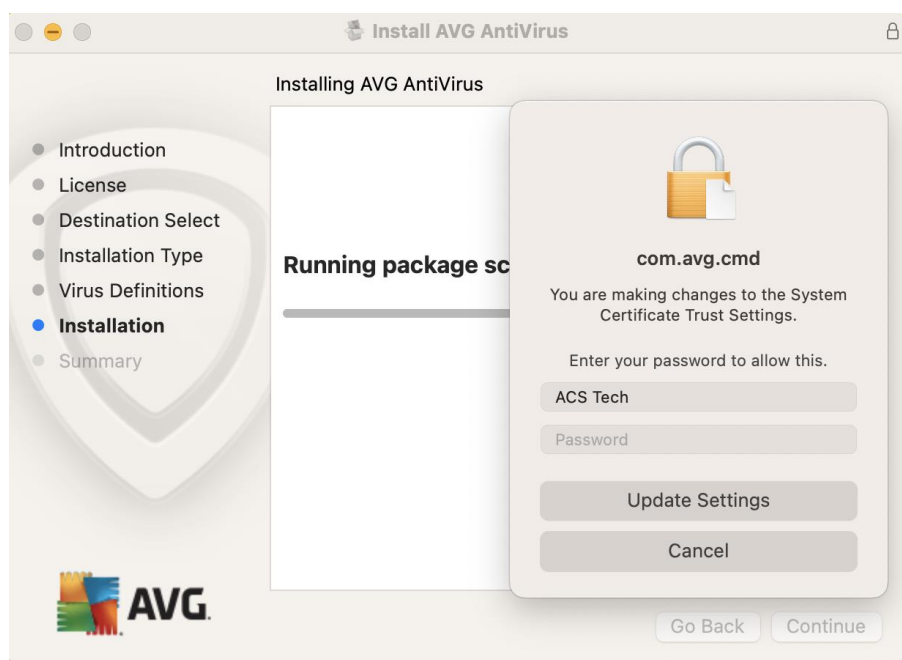 Install AVG AntiVirus
Installing AVG AntiVirus
Introduction
License
Destination Select
Installation Type
Virus Definitions
Installation
Summary
Running package sc
com.avg.cmd
You are making changes to the System
Certificate Trust Settings.
Enter your password to allow this.
ACS Tech
Password
Update Settings
Cancel
AVG.
Go Back
Continue